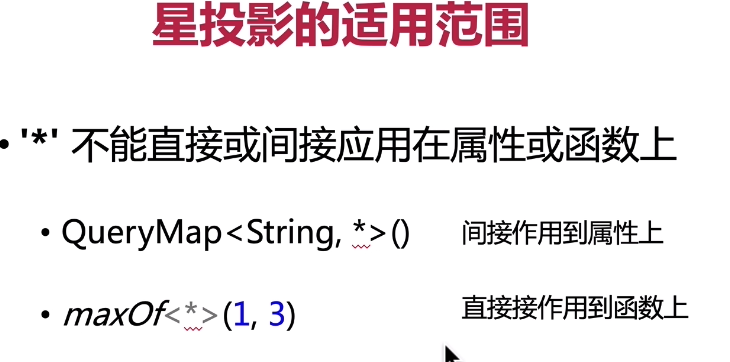 星投影的适用范围
• '*' 不能直接或间接应用在属性或函数上
• QueryMap<String, *>() 间接作用到属性上
• maxOf<*>(1, 3) 直接接作用到函数上